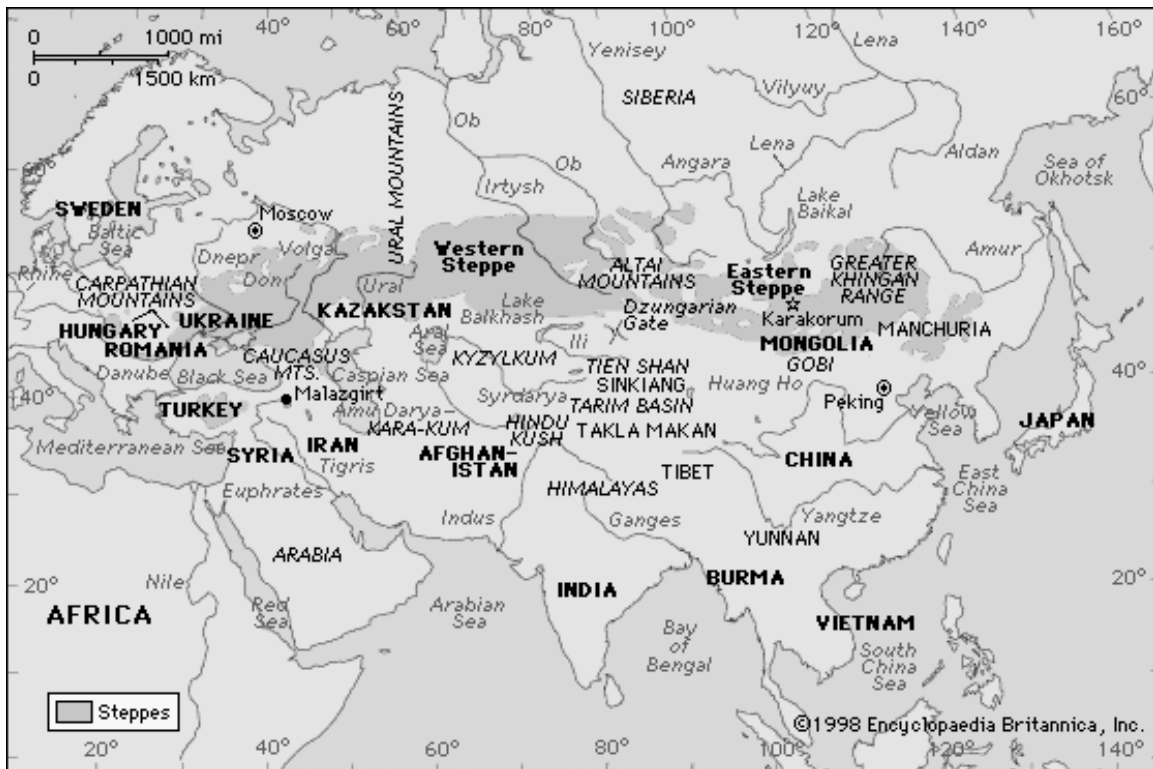 0 1000 mi
0 1500 km
20° 40° 60° 80° 100° 120° 140° 160°
Yenisey
Lena
Vilyuy
SIBERIA
60°
Ob
URAL MOUNTAINS
Lena
Aldan
Angara
Ob
Irtysh
Sea of
Okhotsk
60°
SWEDEN
Moscow
Lake
Baikal
Baltic
Sea
Volga
Dnepr
Western
Steppe
Amur
Rhine
Don
ALTAI
MOUNTAINS
Eastern
Steppe
GREATER
KHINGAN
RANGE
CARPATHIAN
MOUNTAINS
Ural
KAZAKSTAN
Lake
Balkhash
Dzungarian
Gate
Karakorum
MANCHURIA
HUNGARY
UKRAINE
ROMANIA
Aral
Sea
Ili
MONGOLIA
GOBI
CAUCASUS
MTS.
KYZYLKUM
TIEN SHAN
Danube
Black Sea
Caspian Sea
SINKIANG
Huang Ho
40°
40°
Malazgirt
Syrdarya
TARIM BASIN
Peking
TURKEY
Amu Darya
KARA-KUM
HINDU
KUSH
TAKLA MAKAN
Yellow
Sea
JAPAN
Mediterranean Sea
SYRIA
IRAN
Tigris
AFGHAN-
ISTAN
CHINA
TIBET
East
China
Sea
Euphrates
HIMALAYAS
Indus
Ganges
Yangtze
YUNNAN
ARABIA
Nile
20°
INDIA
BURMA
20°
AFRICA
Red
Sea
Arabian
Sea
VIETNAM
Bay
of
Bengal
South
China
Sea
Steppes
©1998 Encyclopaedia Britannica, Inc.
20° 40° 60° 80° 100° 120° 140°